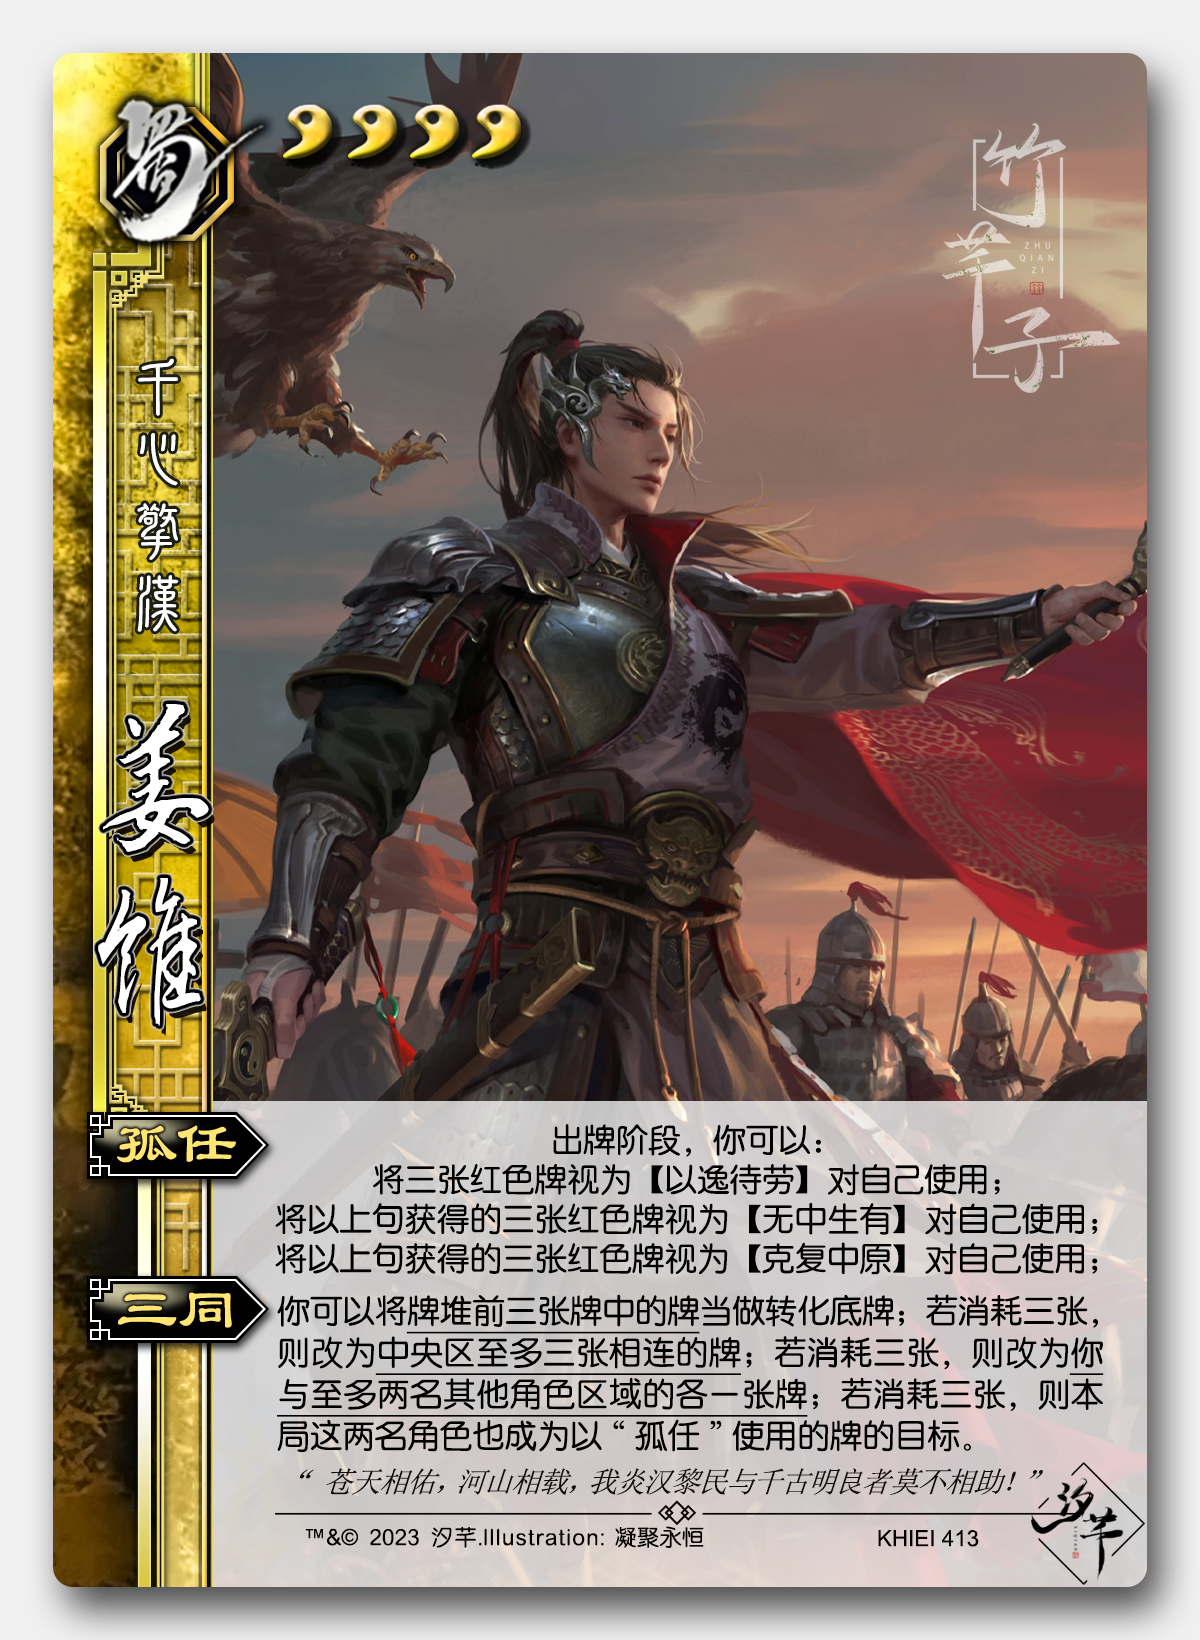 蜀
千心擎漢
姜维
竹芊子
ZHU
QIAN
ZI
孤任
出牌阶段，你可以：
将三张红色牌视为【以逸待劳】对自己使用；
将以上句获得的三张红色牌视为【无中生有】对自己使用；
将以上句获得的三张红色牌视为【克复中原】对自己使用；
三同
你可以将牌堆前三张牌中的牌当做转化底牌；若消耗三张，
则改为中央区至多三张相连的牌；若消耗三张，则改为你
与至多两名其他角色区域的各一张牌；若消耗三张，则本
局这两名角色也成为以“孤任”使用的牌的目标。
“苍天相佑，河山相载，我炎汉黎民与千古明良者莫不相助！”
™&© 2023 汐芊.Illustration: 凝聚永恒
KHIEI 413
汐芊